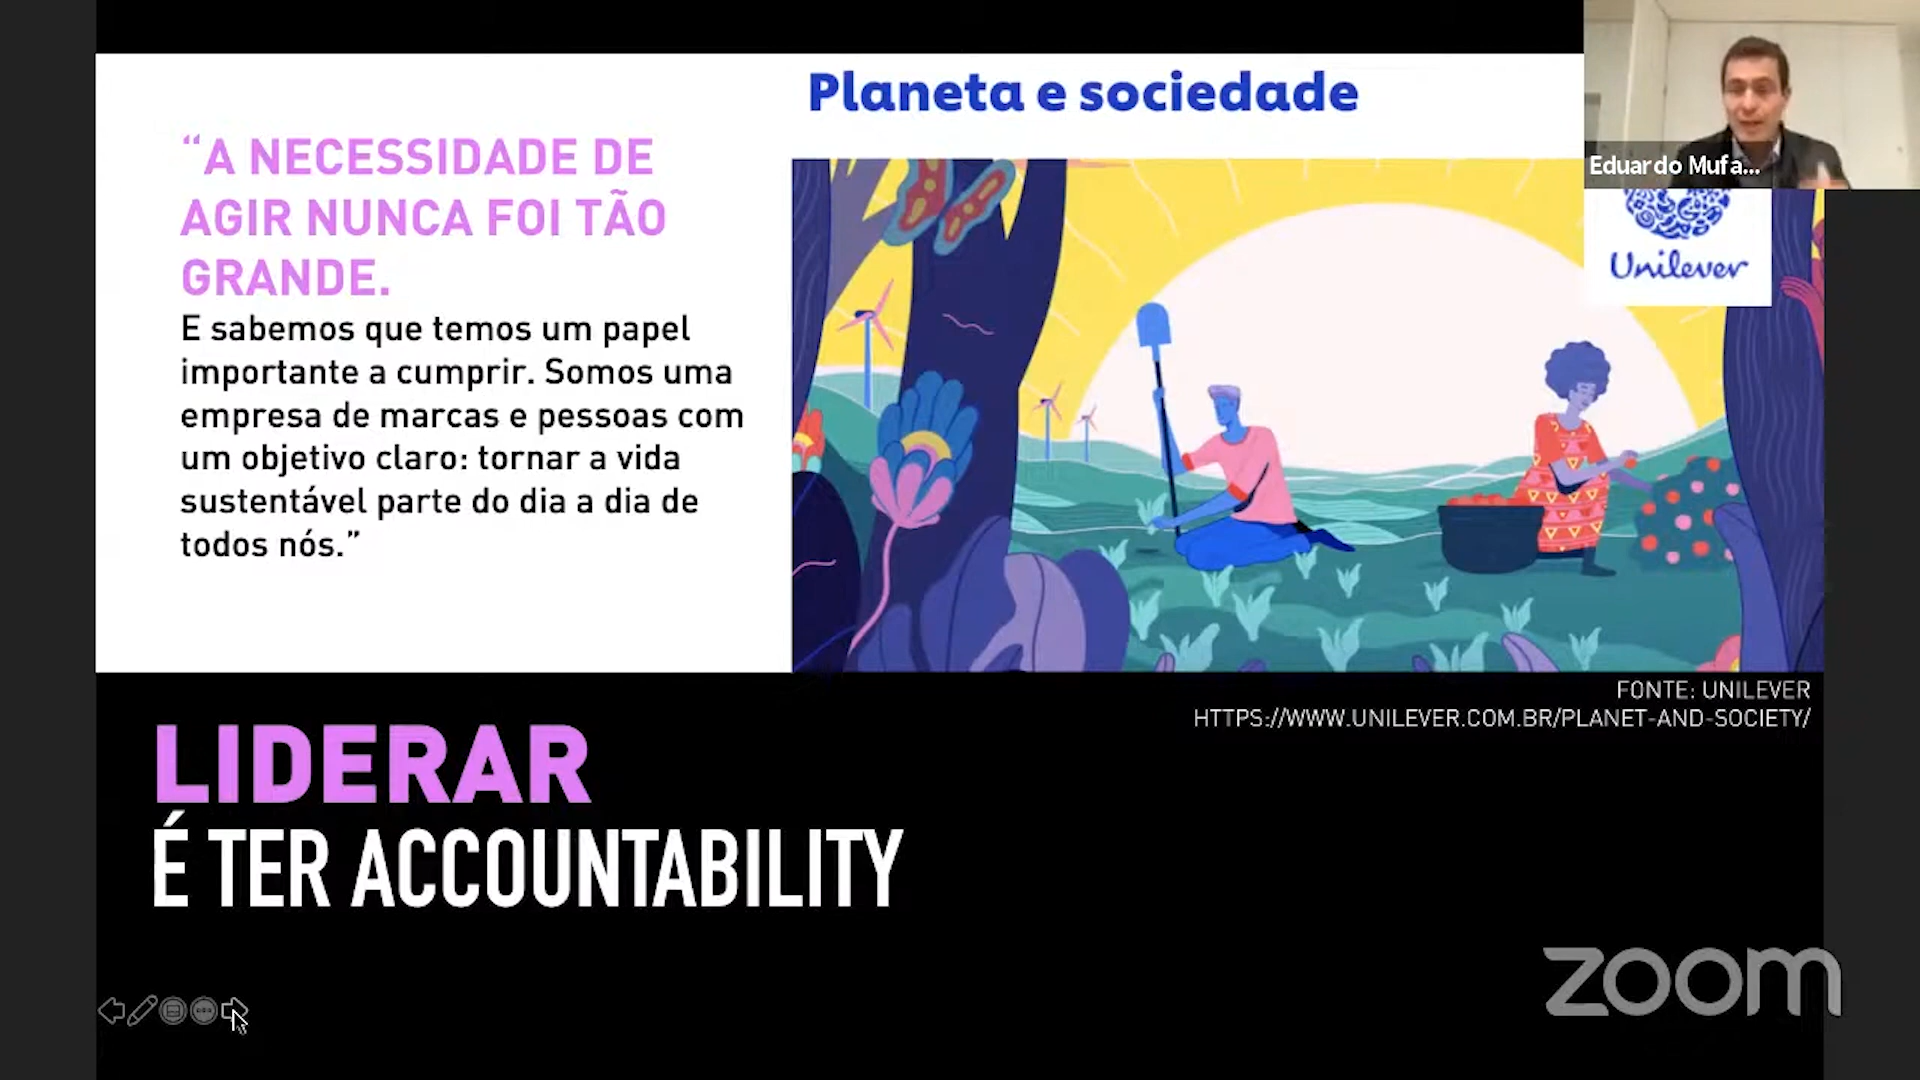 Planeta e sociedade
“A NECESSIDADE DE
AGIR NUNCA FOI TÃO
GRANDE.
E sabemos que temos um papel
importante a cumprir. Somos uma
empresa de marcas e pessoas com
um objetivo claro: tornar a vida
sustentável parte do dia a dia de
todos nós.”
Eduardo Mufa...
Unilever
FONTE: UNILEVER
HTTPS://WWW.UNILEVER.COM.BR/PLANET-AND-SOCIETY/
LIDERAR
É TER ACCOUNTABILITY
zoom